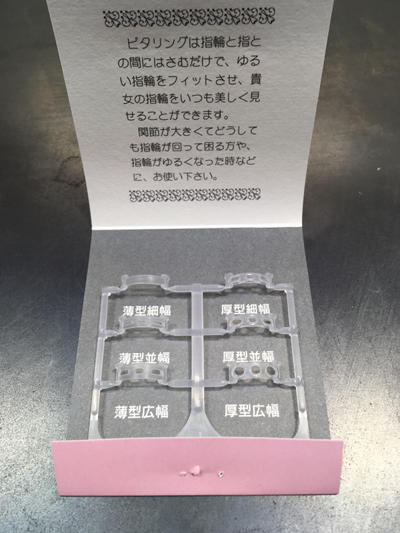 ピタリングは指輪と指と
の間にはさむだけで、ゆる
い指輪をフィットさせ、貴
女の指輪をいつも美しく見
せることができます。
関節が大きくてどうして
も指輪が回って困る方や、
指輪がゆるくなった時など
に、お使い下さい。
薄型細幅 厚型細幅
薄型並幅 厚型並幅
薄型広幅 厚型広幅